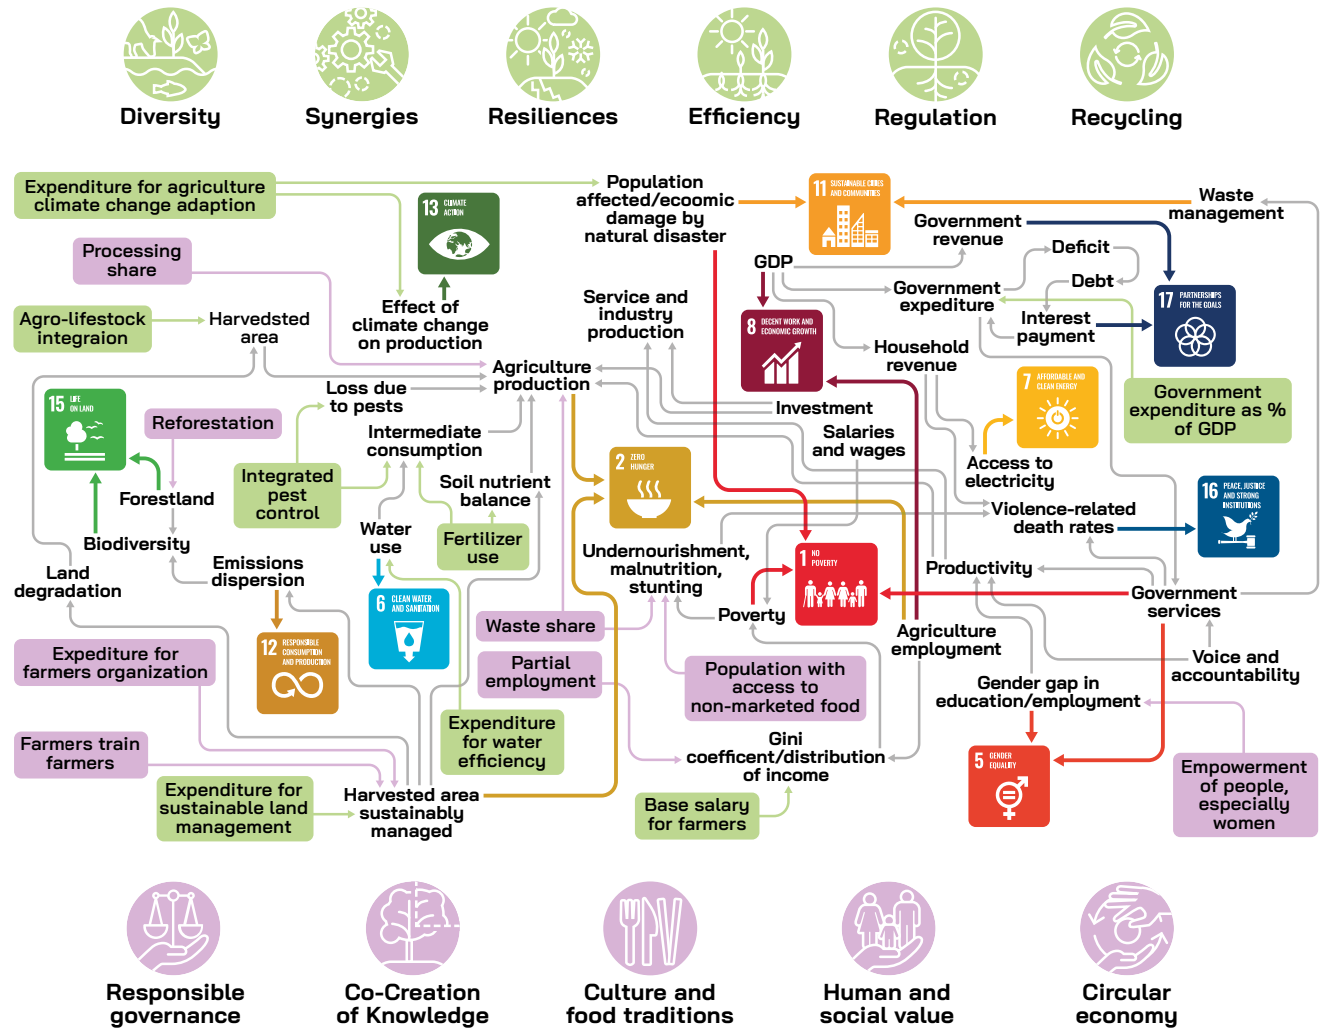 Diversity
Synergies
Resiliences
Efficiency
Regulation
Recycling
Expenditure for agriculture
climate change adaption
Processing
share
Agro-lifestock
integraion
Harvedsted
area
13 CLIMATE
ACTION
Effect of
climate change
on production
Population
affected/ecoomic
damage by
natural disaster
11 SUSTAINABLE CITIES
AND COMMUNITIES
Waste
management
Government
revenue
Deficit
GDP
Debt
Government
expediture
Interest
payment
17 PARTNERSHIPS
FOR THE GOALS
Service and
industry
production
8 DECENT WORK AND
ECONOMIC GROWTH
Household
revenue
Agriculture
production
Loss due
to pests
7 AFFORDABLE AND
CLEAN ENERGY
Government
expenditure as %
of GDP
15 LIFE
ON LAND
Reforestation
Intermediate
consumption
Investment
Salaries
and wages
2 ZERO
HUNGER
Access to
electricity
Integrated
pest
control
Soil nutrient
balance
Forestland
16 PEACE, JUSTICE
AND STRONG
INSTITUTIONS
Violence-related
death rates
Biodiversity
Water
use
Fertilizer
use
Undernourishment,
malnutrition,
stunting
1 NO
POVERTY
Productivity
Emissions
dispersion
Land
degradation
6 CLEAN WATER
AND SANITATION
Government
services
Poverty
Waste share
Agriculture
employment
12 RESPONSIBLE
CONSUMPTION
AND PRODUCTION
Expediture for
farmers organization
Partial
employment
Population with
access to
non-marketed food
Voice and
accountability
Gender gap in
education/employment
Expenditure
for water
efficiency
Farmers train
farmers
Gini
coefficent/distribution
of income
5 GENDER
EQUALITY
Empowerment
of people,
especially
women
Expenditure for
sustainable land
management
Harvested area
sustainably
managed
Base salary
for farmers
Responsible
governance
Co-Creation
of Knowledge
Culture and
food traditions
Human and
social value
Circular
economy